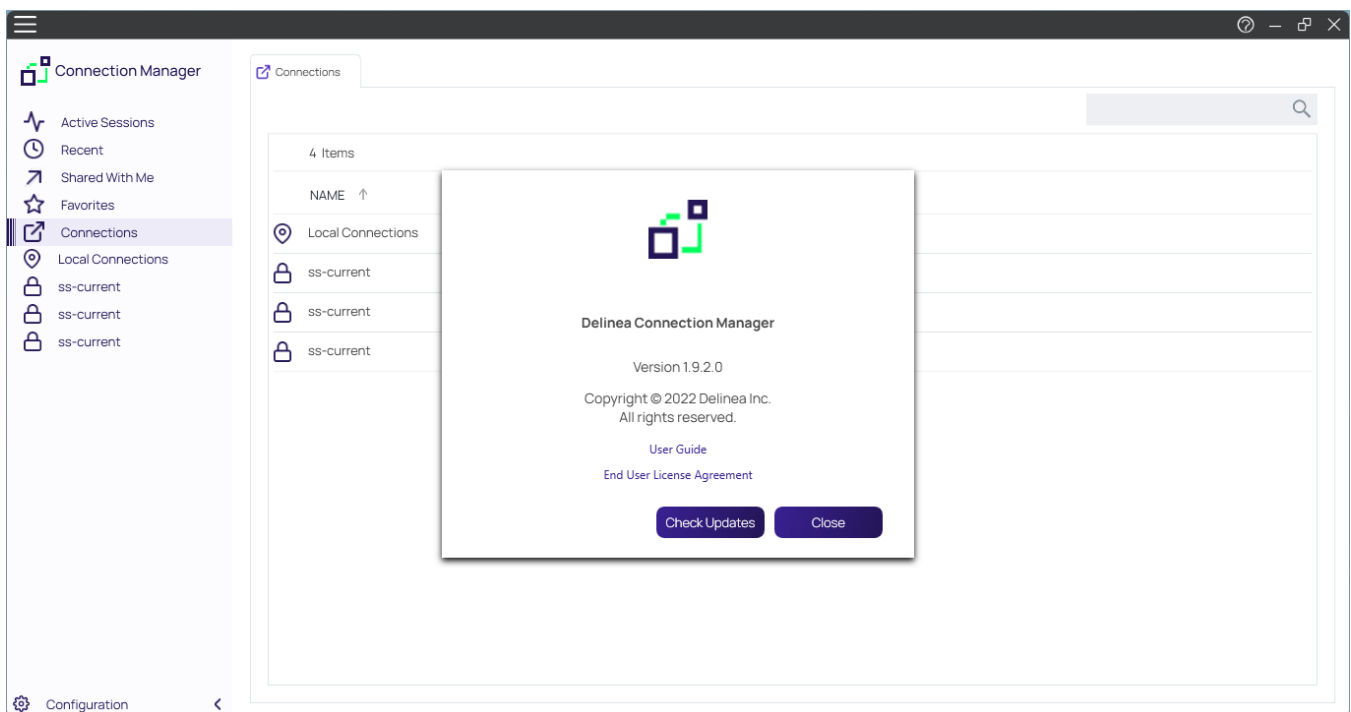 Connection Manager
Active Sessions
Recent
Shared With Me
Favorites
Connections
Local Connections
ss-current
ss-current
ss-current
Configuration
Connections
4 Items
NAME
Local Connections
ss-current
ss-current
ss-current
Delinea Connection Manager
Version 1.9.2.0
Copyright © 2022 Delinea Inc.
All rights reserved.
User Guide
End User License Agreement
Check Updates
Close